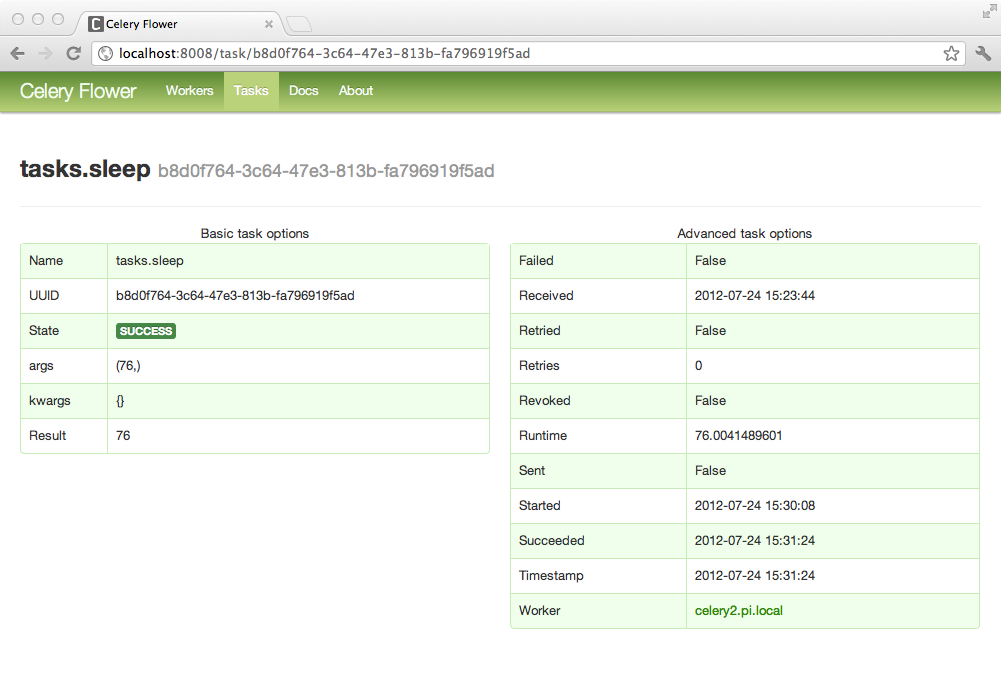 Celery Flower
localhost:8008/task/b8d0f764-3c64-47e3-813b-fa796919f5ad
Celery Flower Workers Tasks Docs About
tasks.sleep b8d0f764-3c64-47e3-813b-fa796919f5ad
Basic task options
Name tasks.sleep
UUID b8d0f764-3c64-47e3-813b-fa796919f5ad
State SUCCESS
args (76,)
kwargs {}
Result 76
Advanced task options
Failed False
Received 2012-07-24 15:23:44
Retried False
Retries 0
Revoked False
Runtime 76.0041489601
Sent False
Started 2012-07-24 15:30:08
Succeeded 2012-07-24 15:31:24
Timestamp 2012-07-24 15:31:24
Worker celery2.pi.local